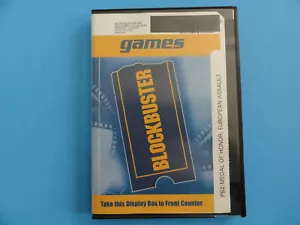 games
BLOCKBUSTER
PS2 MEDAL OF HONOR: EUROPEAN ASSAULT
Take this Display Box to Front Counter.